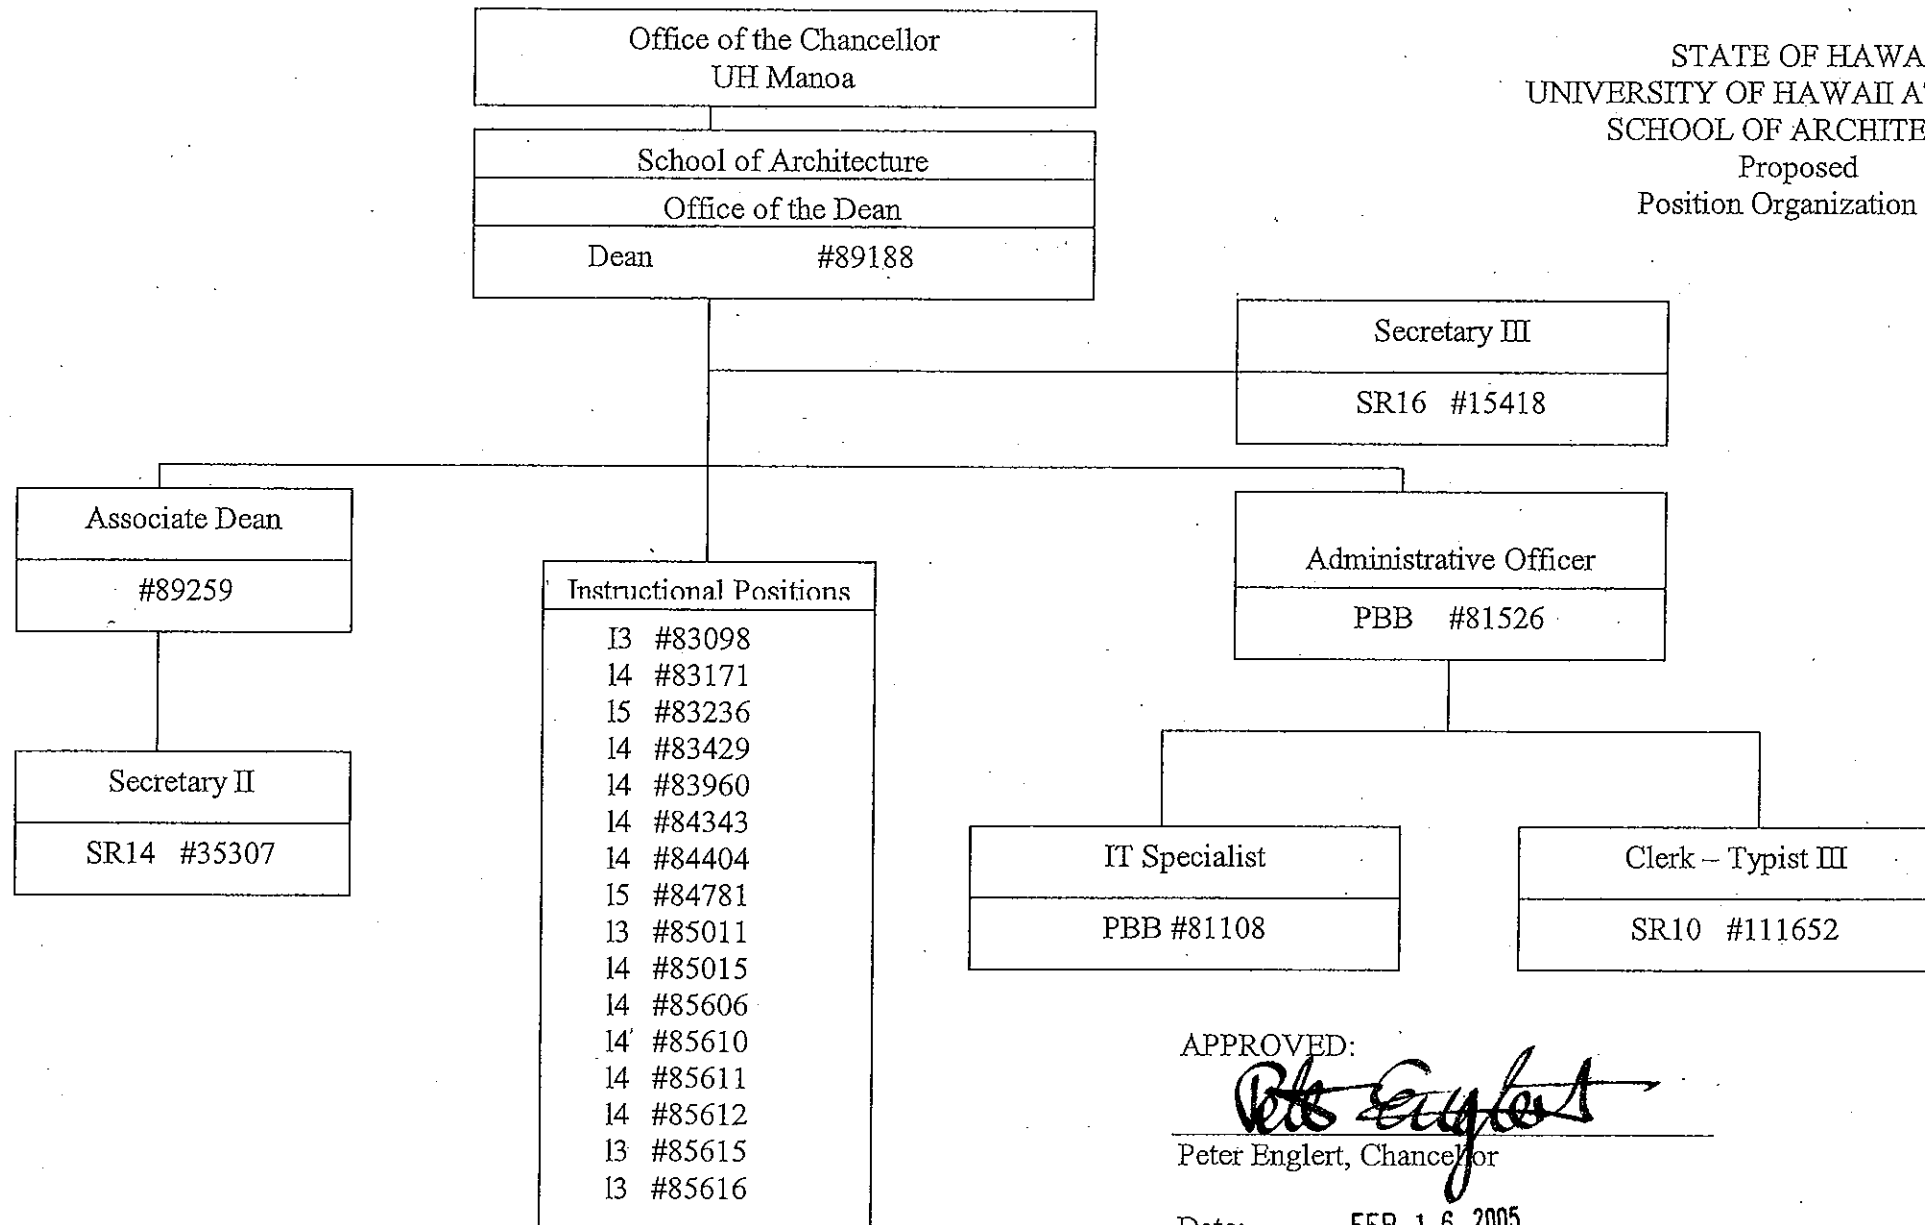 Office of the Chancellor
UH Manoa
STATE OF HAWA
UNIVERSITY OF HAWAII A
SCHOOL OF ARCHITE
Proposed
Position Organization
School of Architecture
Office of the Dean
Dean #89188
Secretary III
SR16 #15418
Associate Dean
#89259
Secretary II
SR14 #35307
Instructional Positions
I3 #83098
I4 #83171
I5 #83236
I4 #83429
I4 #83960
I4 #84343
I4 #84404
I5 #84781
I3 #85011
I4 #85015
I4 #85606
I4 #85610
I4 #85611
I4 #85612
I3 #85615
I3 #85616
Administrative Officer
PBB #81526
IT Specialist
PBB #81108
Clerk – Typist III
SR10 #111652
APPROVED:
Peter Englert
Peter Englert, Chancellor
Date: FEB 16 2005